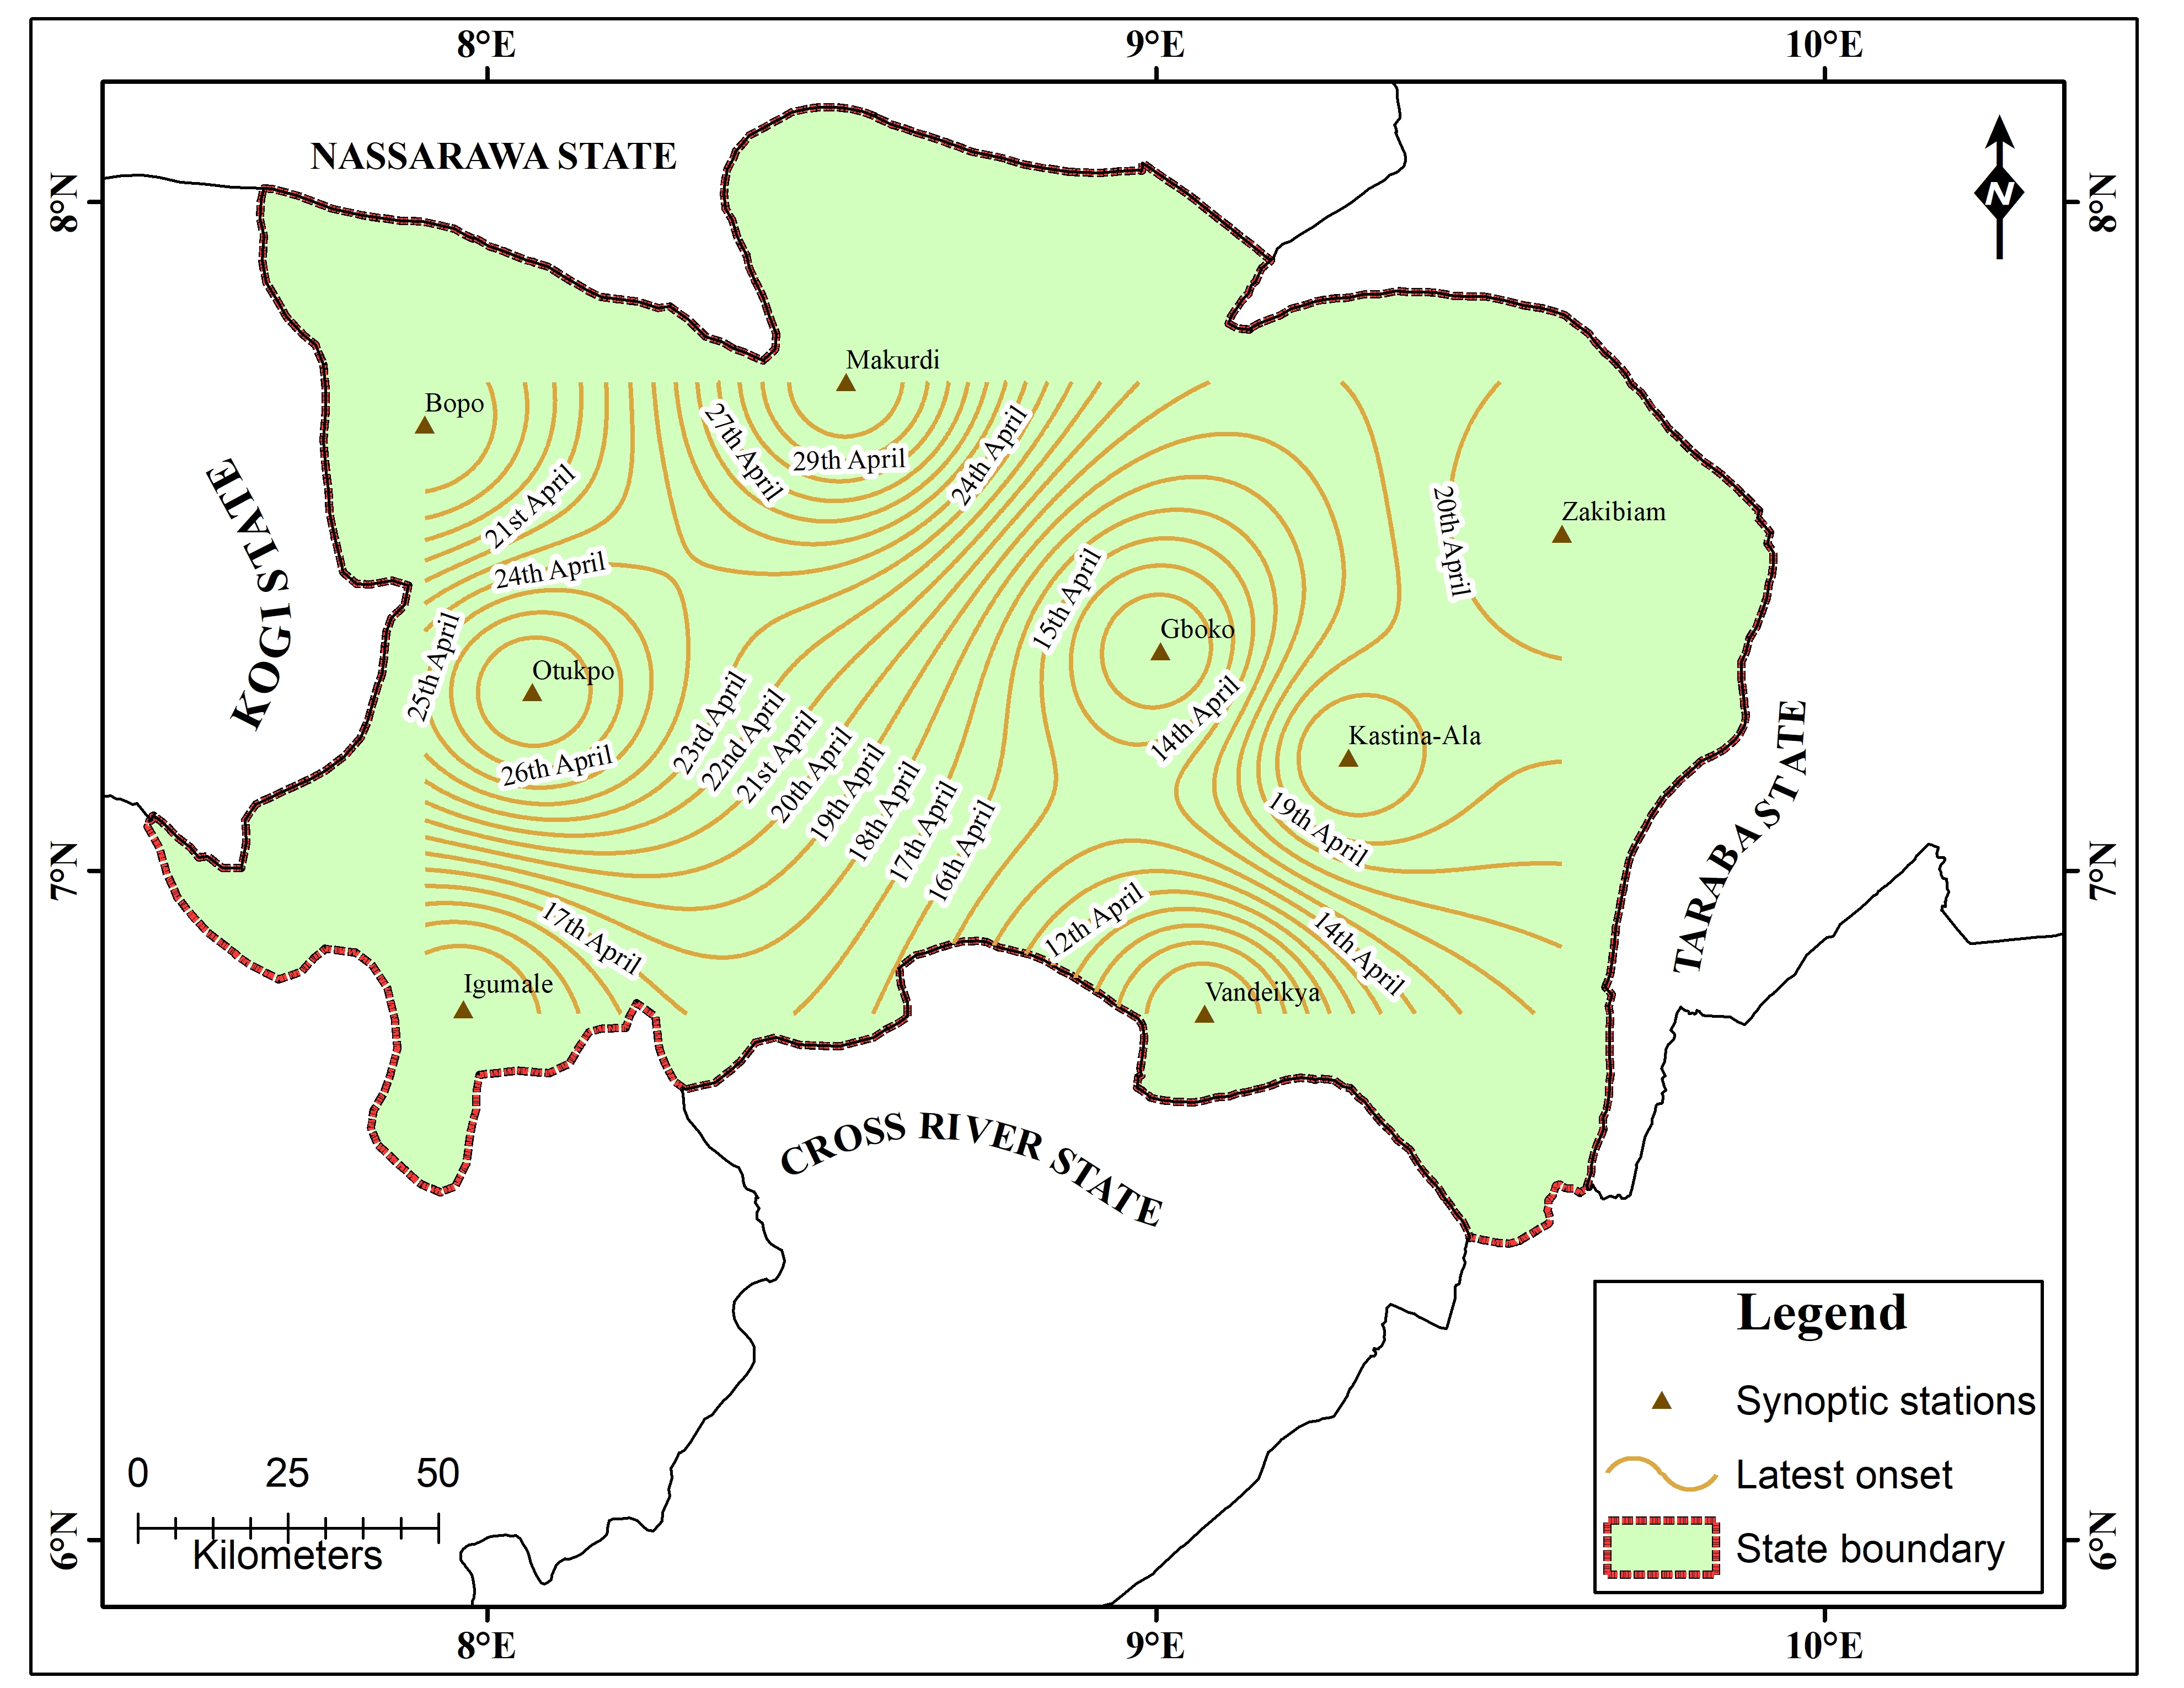 8°E
9°E
10°E
NASSARAWA STATE
8°N
8°N
N
Makurdi
Bopo
27th April
29th April
24th April
21st April
20th April
Zakibiam
KOGI STATE
24th April
15th April
25th April
Gboko
Otukpo
23rd April
22nd April
21st April
20th April
19th April
18th April
17th April
16th April
14th April
Kastina-Ala
26th April
19th April
TARABA STATE
7°N
7°N
17th April
12th April
14th April
Igumale
Vandeikya
CROSS RIVER STATE
Legend
Synoptic stations
Latest onset
State boundary
0
25
50
Kilometers
6°N
6°N
8°E
9°E
10°E